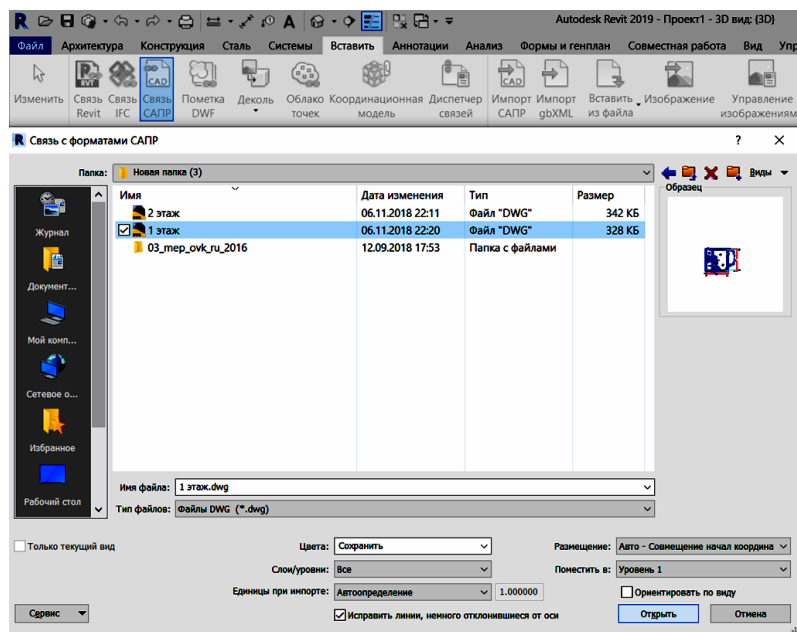 Autodesk Revit 2019 - Проект1 - 3D вид: {3D}
Файл Архитектура Конструкция Сталь Системы Вставить Аннотации Анализ Формы и генплан Совместная работа Вид Упр
Изменить Связь Revit Связь IFC Связь САПР Пометка DWF Деколь Облако точек Координационная модель Диспетчер связей Импорт САПР Импорт gbXML Вставить из файла Изображение Управление изображениям
Связь с форматами САПР ? ×
Папка: Новая папка (3) Виды
Имя Дата изменения Тип Размер
2 этаж 06.11.2018 22:11 Файл "DWG" 342 КБ
1 этаж 06.11.2018 22:20 Файл "DWG" 328 КБ
03_mep_ovk_ru_2016 12.09.2018 17:53 Папка с файлами
Образец
Журнал
Документ...
Мой комп...
Сетевое о...
Избранное
Рабочий стол
Имя файла: 1 этаж.dwg
Тип файлов: Файлы DWG (*.dwg)
Только текущий вид
Цвета: Сохранить
Размещение: Авто - Совмещение начал координа
Слои/уровни: Все
Поместить в: Уровень 1
Единицы при импорте: Автоопределение 1.000000
Ориентировать по виду
Исправить линии, немного отклонившиеся от оси
Сервис
Открыть
Отмена